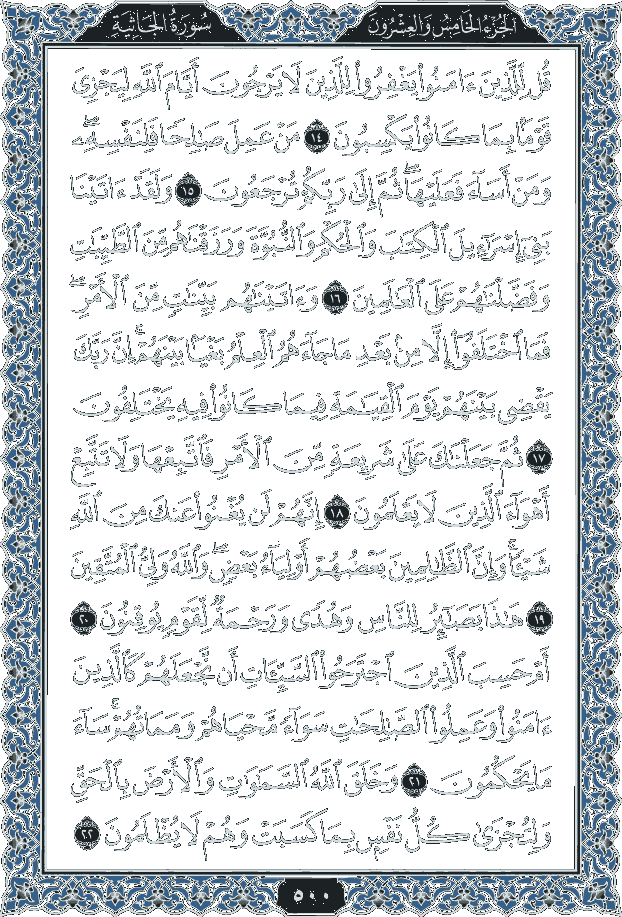 الجزء الخامس والعشرون
سورة الجاثية
قُل لِّلَّذِينَ ءَامَنُوا۟ يَغْفِرُوا۟ لِلَّذِينَ لَا يَرْجُونَ أَيَّامَ ٱللَّهِ لِيَجْزِىَ
قَوْمًۢا بِمَا كَانُوا۟ يَكْسِبُونَ ١٤ مَنْ عَمِلَ صَٰلِحًا فَلِنَفْسِهِۦ
وَمَنْ أَسَآءَ فَعَلَيْهَا ۖ ثُمَّ إِلَىٰ رَبِّكُمْ تُرْجَعُونَ ١٥ وَلَقَدْ ءَاتَيْنَا
بَنِىٓ إِسْرَٰٓءِيلَ ٱلْكِتَٰبَ وَٱلْحُكْمَ وَٱلنُّبُوَّةَ وَرَزَقْنَٰهُم مِّنَ ٱلطَّيِّبَٰتِ
وَفَضَّلْنَٰهُمْ عَلَى ٱلْعَٰلَمِينَ ١٦ وَءَاتَيْنَٰهُم بَيِّنَٰتٍ مِّنَ ٱلْأَمْرِ ۖ
فَمَا ٱخْتَلَفُوٓا۟ إِلَّا مِنۢ بَعْدِ مَا جَآءَهُمُ ٱلْعِلْمُ بَغْيًۢا بَيْنَهُمْ ۚ إِنَّ رَبَّكَ
يَقْضِى بَيْنَهُمْ يَوْمَ ٱلْقِيَٰمَةِ فِيمَا كَانُوا۟ فِيهِ يَخْتَلِفُونَ
١٧ ثُمَّ جَعَلْنَٰكَ عَلَىٰ شَرِيعَةٍ مِّنَ ٱلْأَمْرِ فَٱتَّبِعْهَا وَلَا تَتَّبِعْ
أَهْوَآءَ ٱلَّذِينَ لَا يَعْلَمُونَ ١٨ إِنَّهُمْ لَن يُغْنُوا۟ عَنكَ مِنَ ٱللَّهِ
شَيْـًٔا ۚ وَإِنَّ ٱلظَّٰلِمِينَ بَعْضُهُمْ أَوْلِيَآءُ بَعْضٍ ۖ وَٱللَّهُ وَلِىُّ ٱلْمُتَّقِينَ
١٩ هَٰذَا بَصَٰٓئِرُ لِلنَّاسِ وَهُدًى وَرَحْمَةٌ لِّقَوْمٍ يُوقِنُونَ ٢٠
أَمْ حَسِبَ ٱلَّذِينَ ٱجْتَرَحُوا۟ ٱلسَّيِّـَٔاتِ أَن نَّجْعَلَهُمْ كَٱلَّذِينَ
ءَامَنُوا۟ وَعَمِلُوا۟ ٱلصَّٰلِحَٰتِ سَوَآءً مَّحْيَاهُمْ وَمَمَاتُهُمْ ۚ سَآءَ
مَا يَحْكُمُونَ ٢١ وَخَلَقَ ٱللَّهُ ٱلسَّمَٰوَٰتِ وَٱلْأَرْضَ بِٱلْحَقِّ
وَلِتُجْزَىٰ كُلُّ نَفْسٍۭ بِمَا كَسَبَتْ وَهُمْ لَا يُظْلَمُونَ ٢٢
٥٠٠